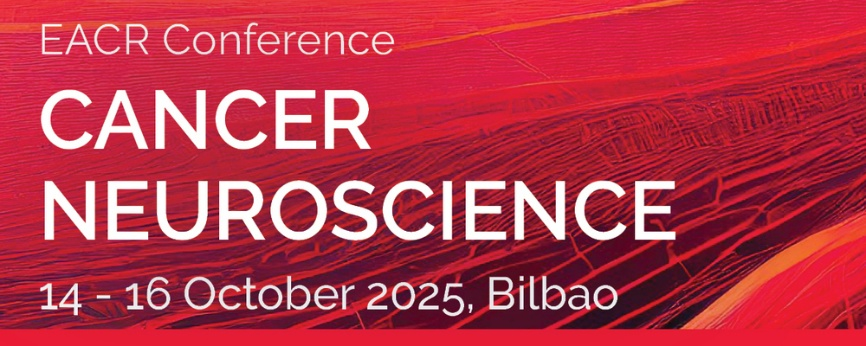 EACR Conference
CANCER
NEUROSCIENCE
14 - 16 October 2025, Bilbao